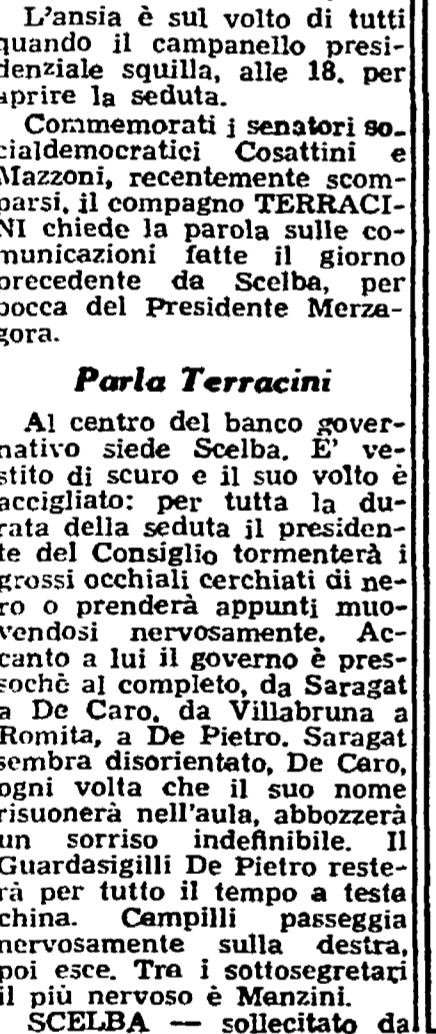 L'ansia è sul volto di tutti
quando il campanello presi-
denziale squilla, alle 18. per
aprire la seduta.
Commemorati i senatori so-
cialdemocratici Cosattini e
Mazzoni, recentemente scom-
parsi, il compagno TERRACI-
NI chiede la parola sulle co-
municazioni fatte il giorno
precedente da Scelba, per
bocca del Presidente Merza-
gora.
Parla Terracini
Al centro del banco gover-
nativo siede Scelba. E' ve-
stito di scuro e il suo volto è
accigliato: per tutta la du-
rata della seduta il presiden-
te del Consiglio tormenterà i
grossi occhiali cerchiati di ne-
ro o prenderà appunti muo-
vendosi nervosamente. Ac-
canto a lui il governo è pres-
sochè al completo, da Saragat
a De Caro, da Villabruna a
Romita, a De Pietro. Saragat
sembra disorientato, De Caro,
ogni volta che il suo nome
risuonerà nell'aula, abbozzerà
un sorriso indefinibile. Il
Guardasigilli De Pietro reste-
rà per tutto il tempo a testa
china. Campilli passeggia
nervosamente sulla destra,
poi esce. Tra i sottosegretari
il più nervoso è Manzini.
SCELBA — sollecitato da